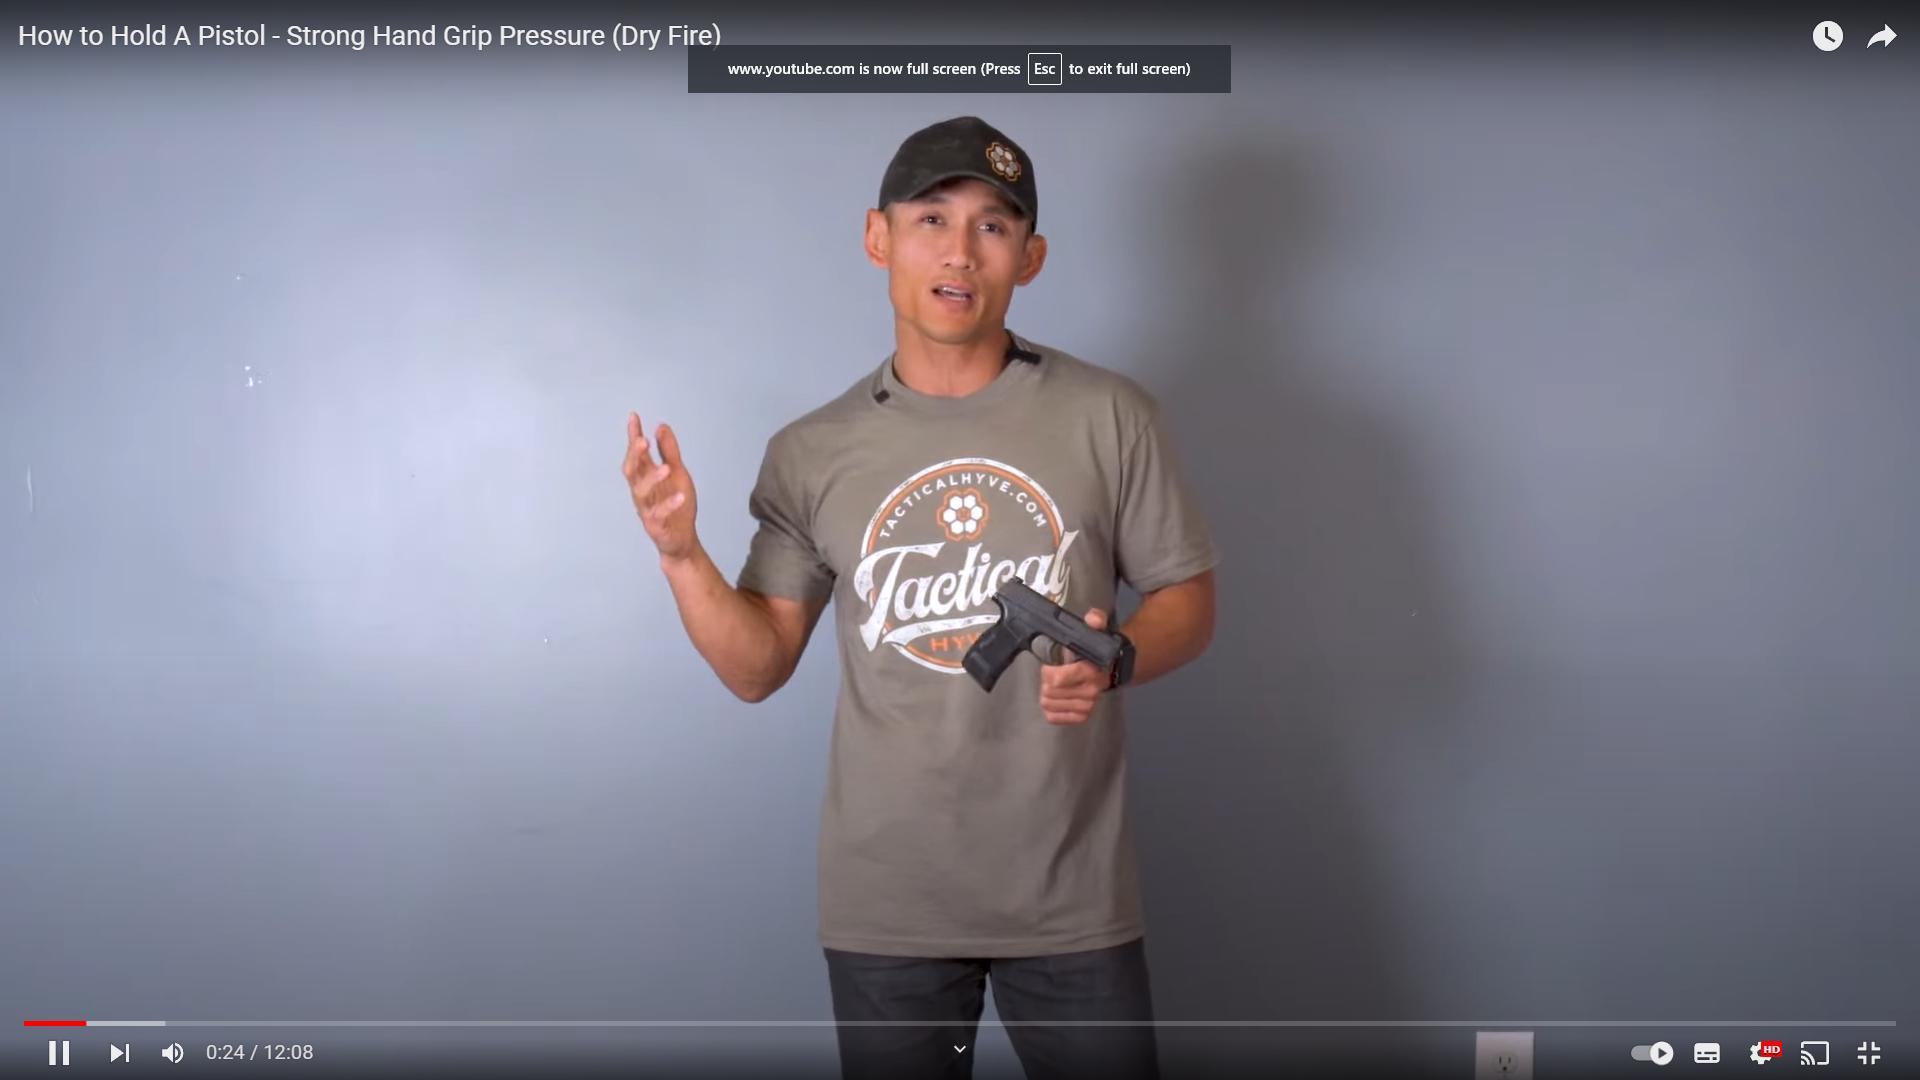 How to Hold A Pistol - Strong Hand Grip Pressure (Dry Fire)
www.youtube.com is now full screen (Press Esc to exit full screen)
TACTICALHYVE.COM
Tactical
0:24 / 12:08
HD